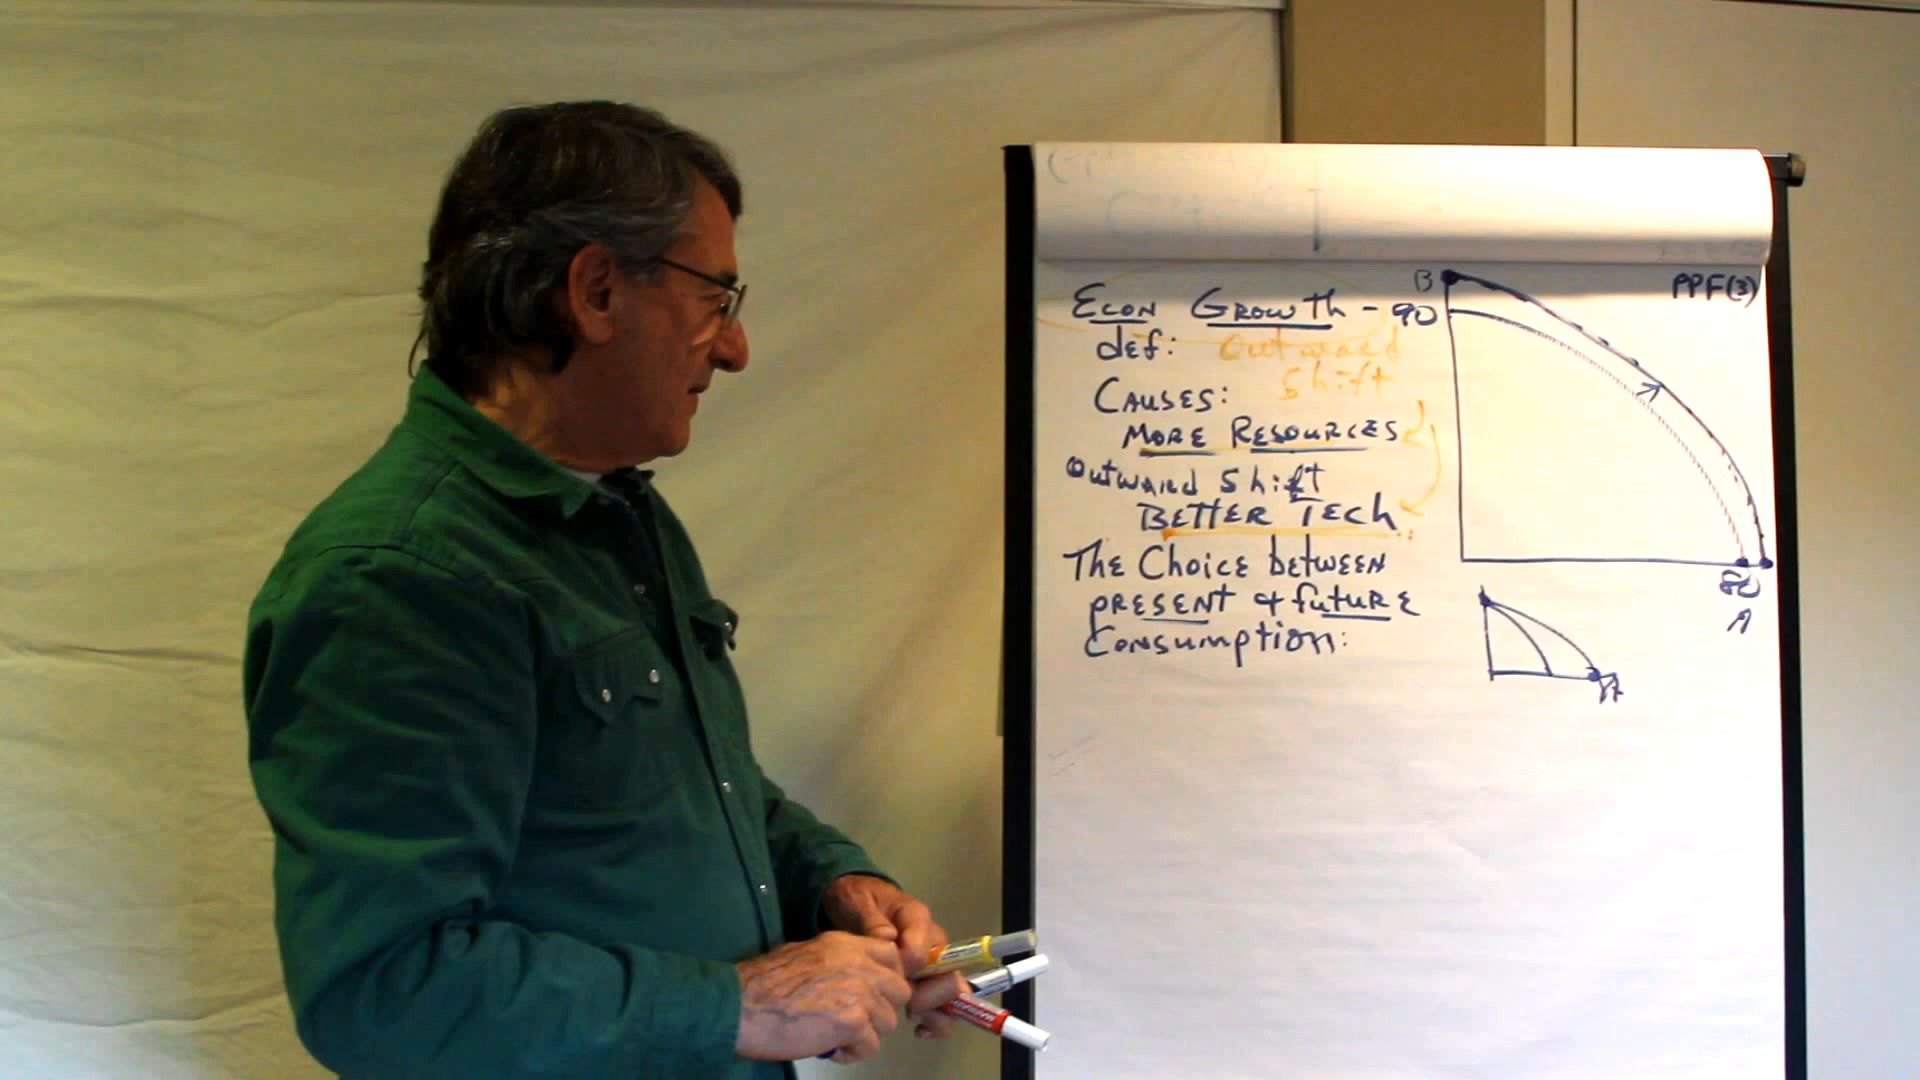 Econ Growth -
def: Outward
Shift
Causes:
More Resources
Outward Shift
Better Tech
The Choice between
present & future
Consumption:
B
PPF(3)
90
80
A
A